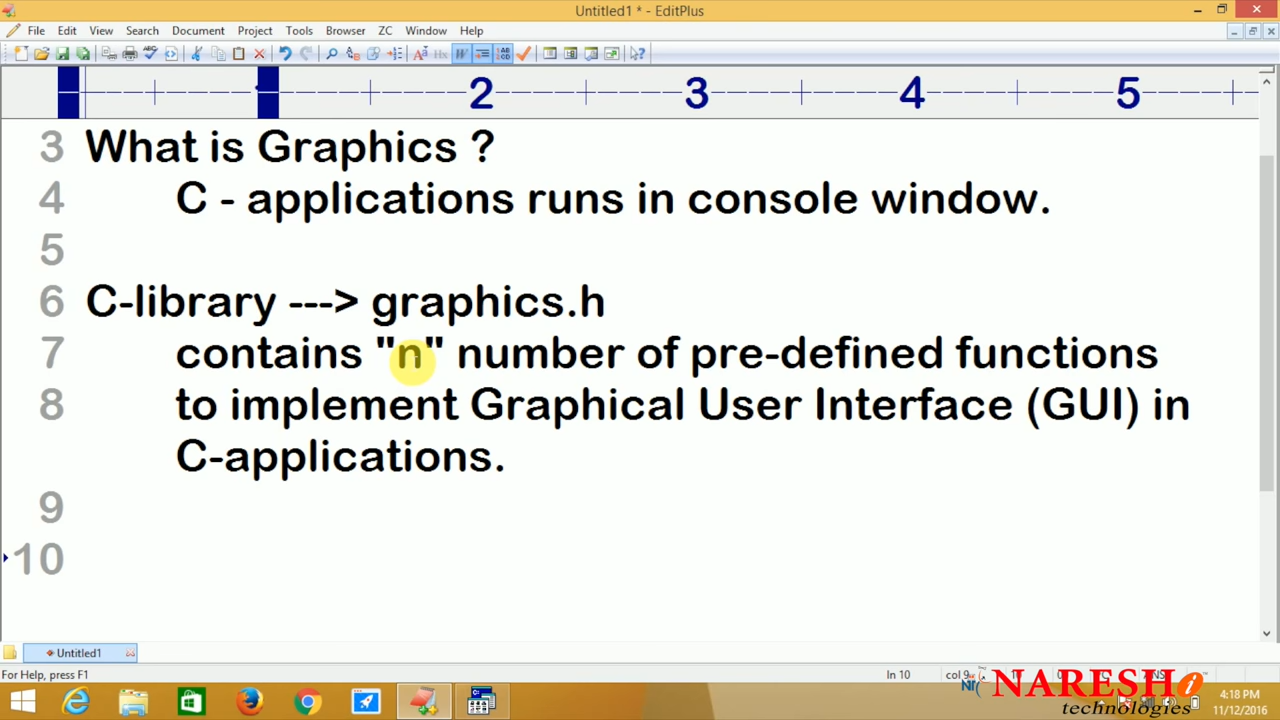 Untitled1 * - EditPlus
File Edit View Search Document Project Tools Browser ZC Window Help
2 3 4 5
3 What is Graphics ?
4 C - applications runs in console window.
5
6 C-library ---> graphics.h
7 contains "n" number of pre-defined functions
8 to implement Graphical User Interface (GUI) in
C-applications.
9
10
Untitled1
For Help, press F1 ln 10 col 9
NARESH i
technologies
4:18 PM
11/12/2016